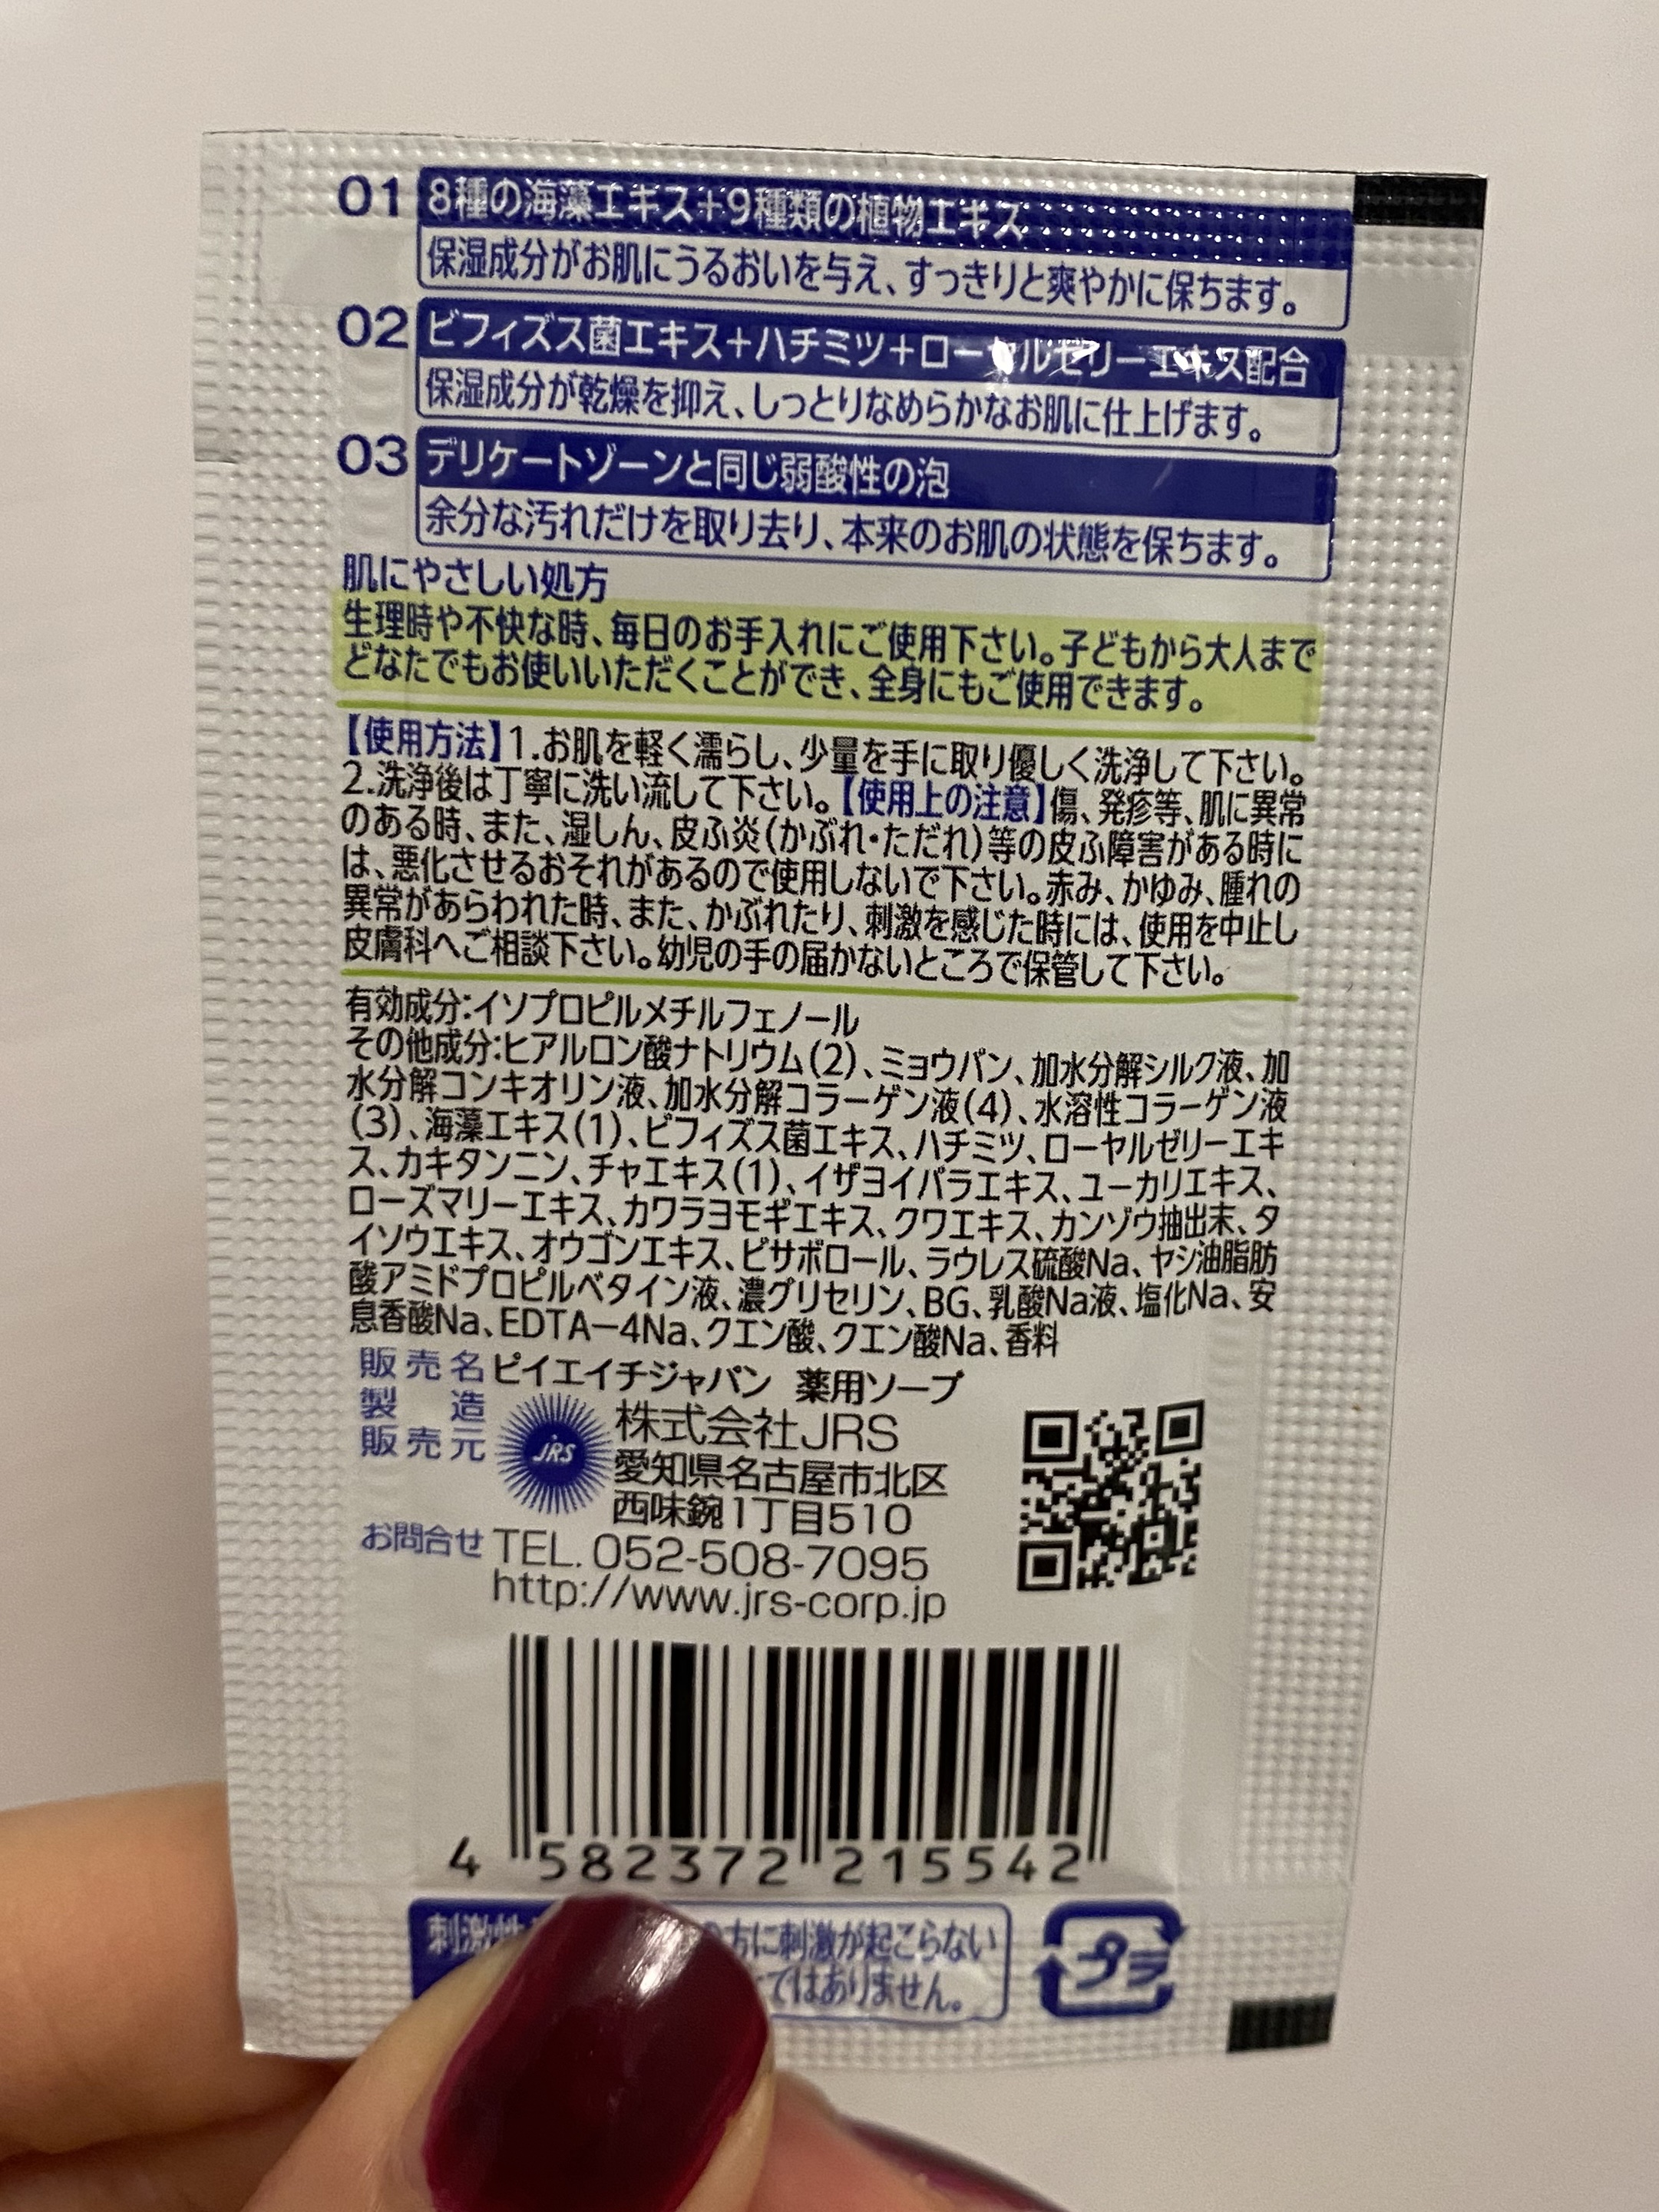 01 8種の海藻エキス+9種類の植物エキス
保湿成分がお肌にうるおいを与え、すっきりと爽やかに保ちます。
02 ビフィズス菌エキス+ハチミツ+ローヤルゼリーエキス配合
保湿成分が乾燥を抑え、しっとりなめらかなお肌に仕上げます。
03 デリケートゾーンと同じ弱酸性の泡
余分な汚れだけを取り去り、本来のお肌の状態を保ちます。
肌にやさしい処方
生理時や不快な時、毎日のお手入れにご使用下さい。子どもから大人まで
どなたでもお使いいただくことができ、全身にもご使用できます。
【使用方法】1.お肌を軽く濡らし、少量を手に取り優しく洗浄して下さい。
2.洗浄後は丁寧に洗い流して下さい。【使用上の注意】傷、発疹等、肌に異常
のある時、また、湿しん、皮ふ炎(かぶれ・ただれ)等の皮ふ障害がある時に
は、悪化させるおそれがあるので使用しないで下さい。赤み、かゆみ、腫れの
異常があらわれた時、また、かぶれたり、刺激を感じた時には、使用を中止し
皮膚科へご相談下さい。幼児の手の届かないところで保管して下さい。
有効成分:イソプロピルメチルフェノール
その他成分:ヒアルロン酸ナトリウム(2)、ミョウバン、加水分解シルク液、加
水分解コンキオリン液、加水分解コラーゲン液(4)、水溶性コラーゲン液
(3)、海藻エキス(1)、ビフィズス菌エキス、ハチミツ、ローヤルゼリーエキ
ス、カキタンニン、チャエキス(1)、イザヨイバラエキス、ユーカリエキス、
ローズマリーエキス、カワラヨモギエキス、クワエキス、カンゾウ抽出末、タ
イソウエキス、オウゴンエキス、ビサボロール、ラウレス硫酸Na、ヤシ油脂肪
酸アミドプロピルベタイン液、濃グリセリン、BG、乳酸Na液、塩化Na、安
息香酸Na、EDTAー4Na、クエン酸、クエン酸Na、香料
販売名 ピイエイチジャパン 薬用ソープ
製造
販売元
JRS
株式会社JRS
愛知県名古屋市北区
西味鋺1丁目510
お問合せ TEL. 052-508-7095
http://www.jrs-corp.jp
4 582372 215542
刺激性
方に刺激が起こらない
ではありません。
プラ